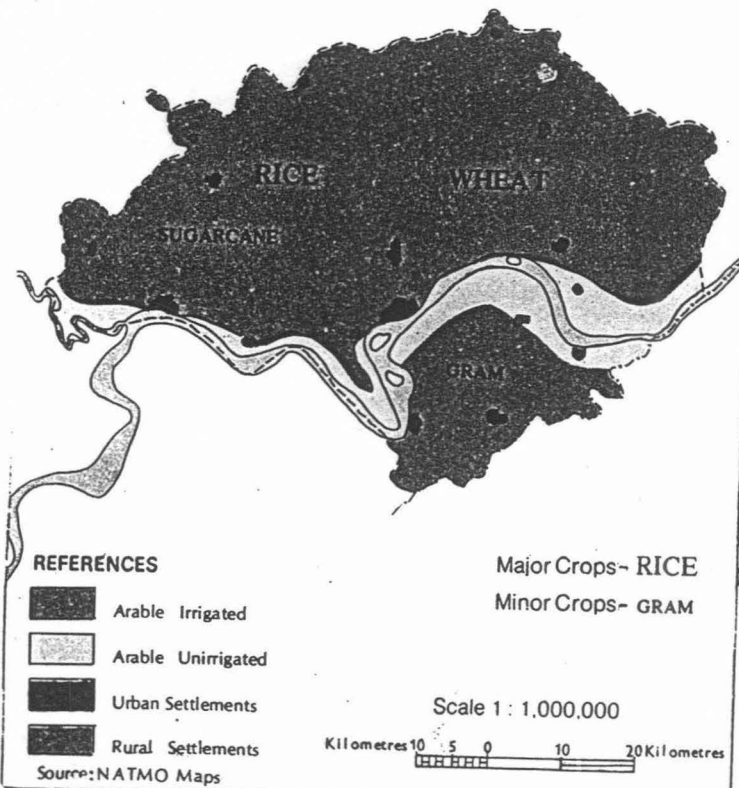 RICE WHEAT
SUGARCANE
GRAM
REFERENCES
Arable Irrigated
Arable Unirrigated
Urban Settlements
Rural Settlements
Source: NATMO Maps
Major Crops- RICE
Minor Crops- GRAM
Scale 1 : 1,000,000
Kilometres 10 5 0 10 20 Kilometres